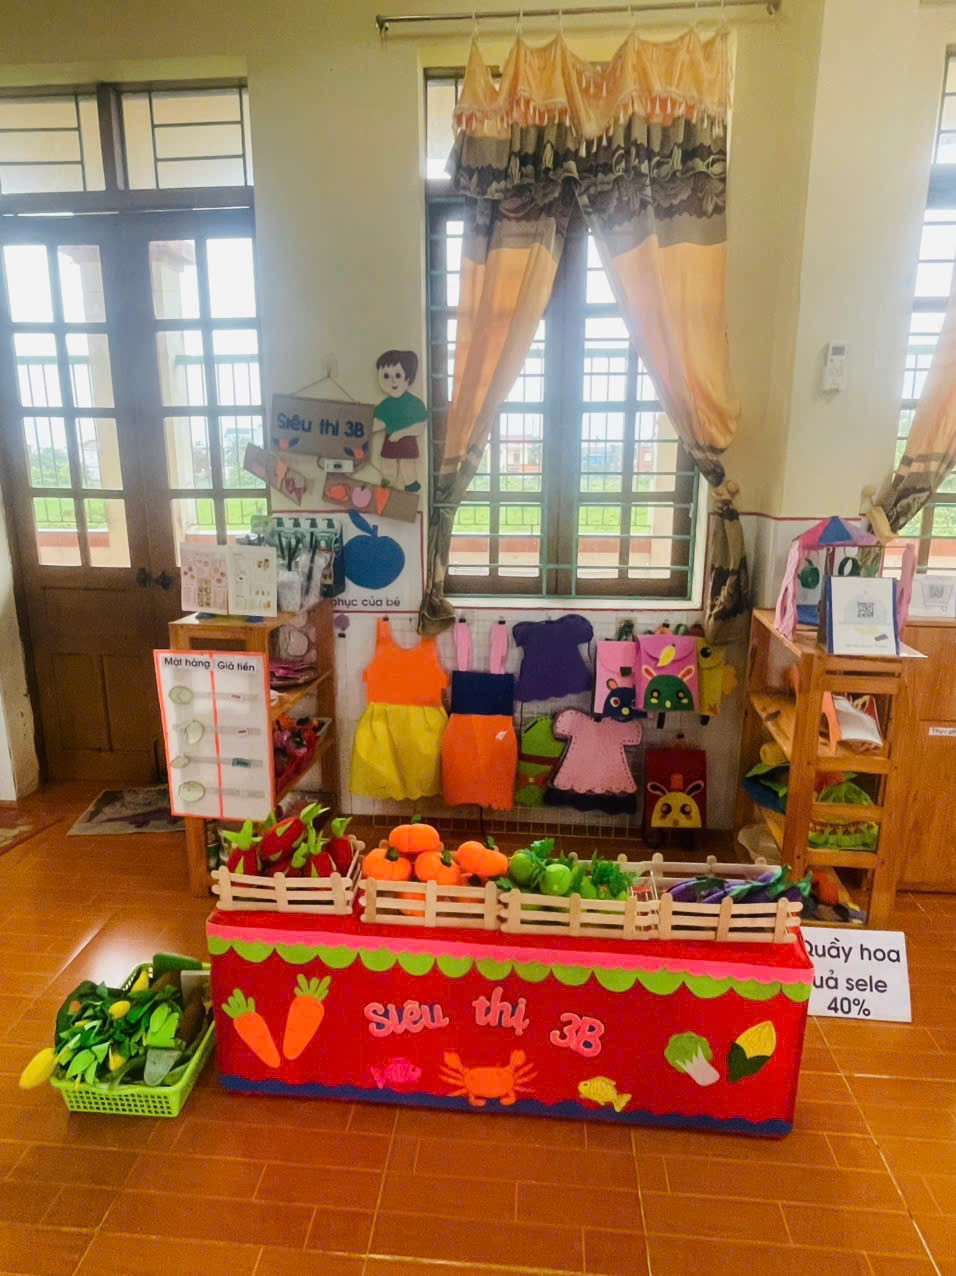 Siêu thị 3B
phục của bé
Mặt hàng Giá tiền
Siêu thị 3B
Quầy hoa
uả sele
40%